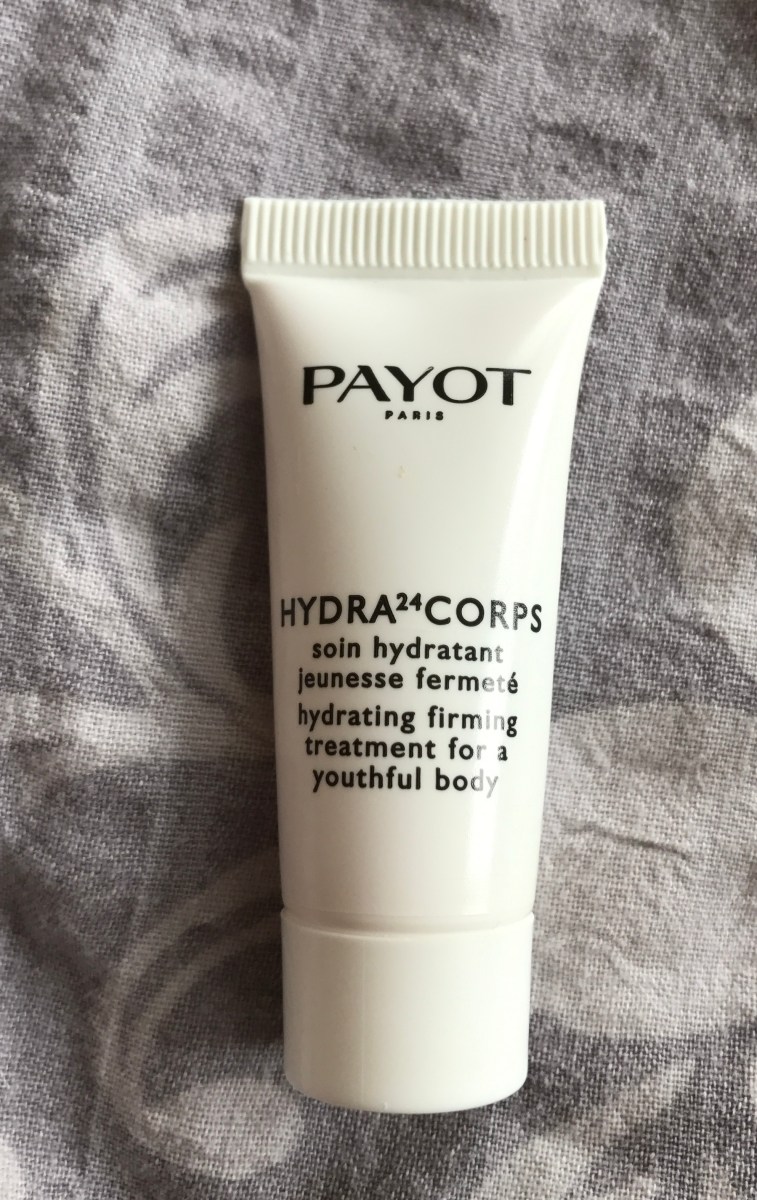 PAYOT
PARIS
HYDRA²⁴CORPS
soin hydratant
jeunesse fermeté
hydrating firming
treatment for a
youthful body